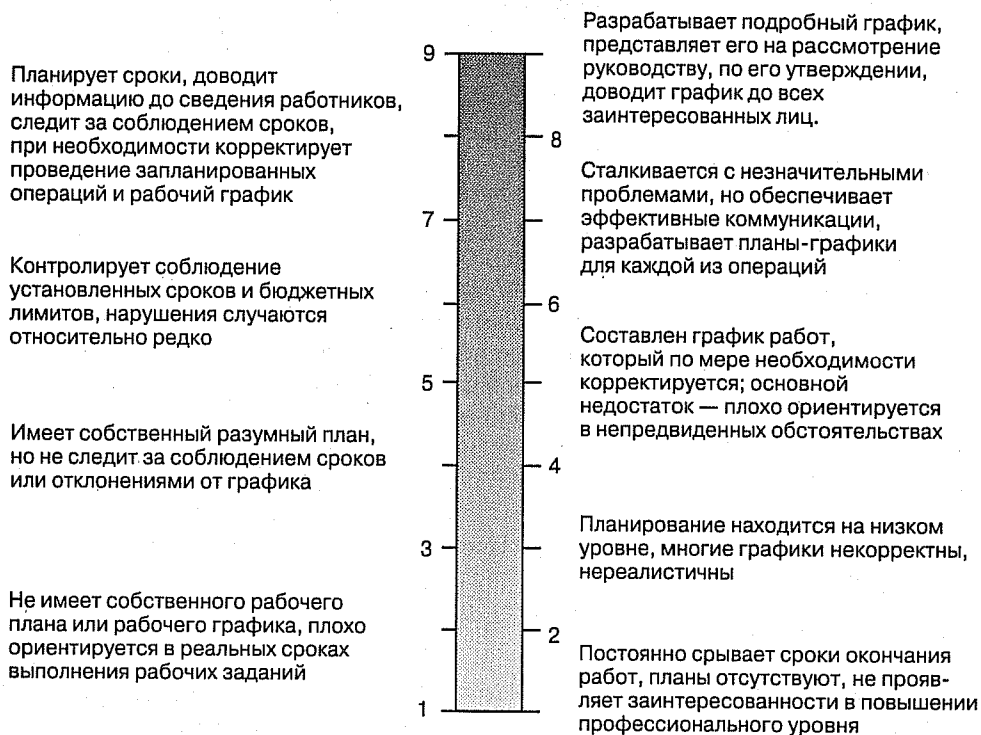 9
Разрабатывает подробный график,
представляет его на рассмотрение
руководству, по его утверждении,
доводит график до всех
заинтересованных лиц.
Планирует сроки, доводит
информацию до сведения работников,
следит за соблюдением сроков,
при необходимости корректирует
проведение запланированных
операций и рабочий график
8
Сталкивается с незначительными
проблемами, но обеспечивает
эффективные коммуникации,
разрабатывает планы-графики
для каждой из операций
7
Контролирует соблюдение
установленных сроков и бюджетных
лимитов, нарушения случаются
относительно редко
6
Составлен график работ,
который по мере необходимости
корректируется; основной
недостаток — плохо ориентируется
в непредвиденных обстоятельствах
5
Имеет собственный разумный план,
но не следит за соблюдением сроков
или отклонениями от графика
4
Планирование находится на низком
уровне, многие графики некорректны,
нереалистичны
3
Не имеет собственного рабочего
плана или рабочего графика, плохо
ориентируется в реальных сроках
выполнения рабочих заданий
2
Постоянно срывает сроки окончания
работ, планы отсутствуют, не прояв-
ляет заинтересованности в повышении
профессионального уровня
1